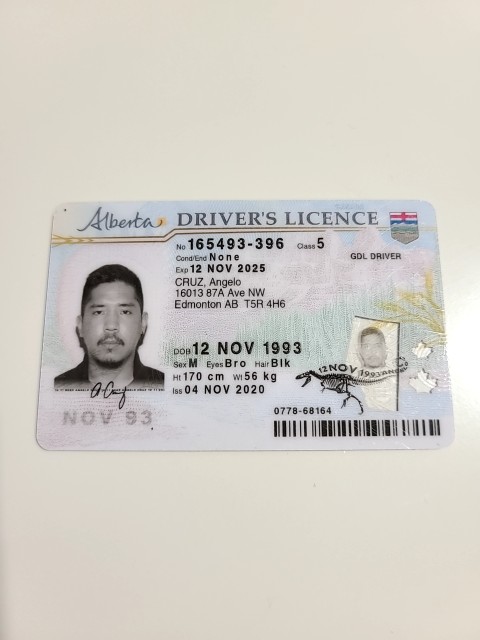 Alberta DRIVER'S LICENCE
No 165493-396 Class 5
Cond/End None GDL DRIVER
Exp 12 NOV 2025
CRUZ, Angelo
16013 87A Ave NW
Edmonton AB T5R 4H6
DOB 12 NOV 1993
Sex M Eyes Bro Hair Blk
Ht 170 cm Wt 56 kg
Iss 04 NOV 2020
12 NOV 1993
0778-68164
NOV 93